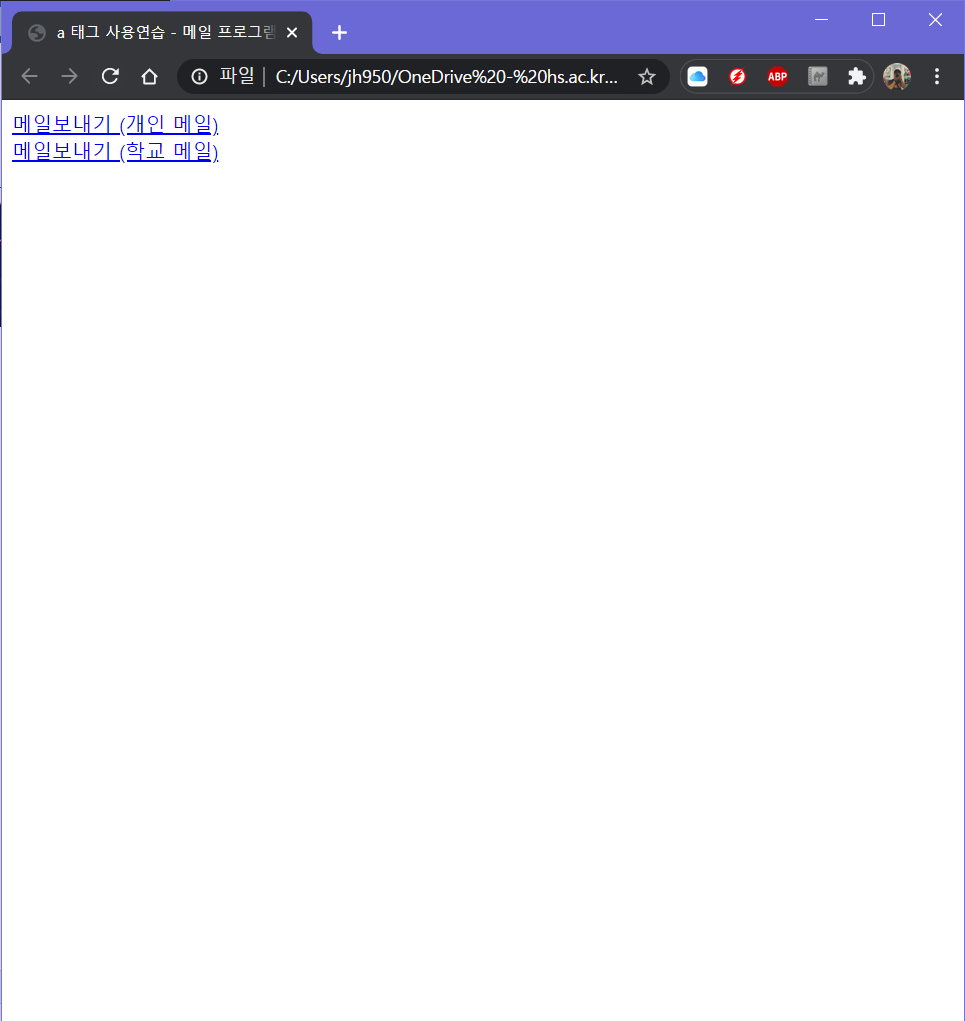 a 태그 사용연습 - 메일 프로그램
파일 | C:/Users/jh950/OneDrive%20-%20hs.ac.kr...
ABP
메일보내기 (개인 메일)
메일보내기 (학교 메일)